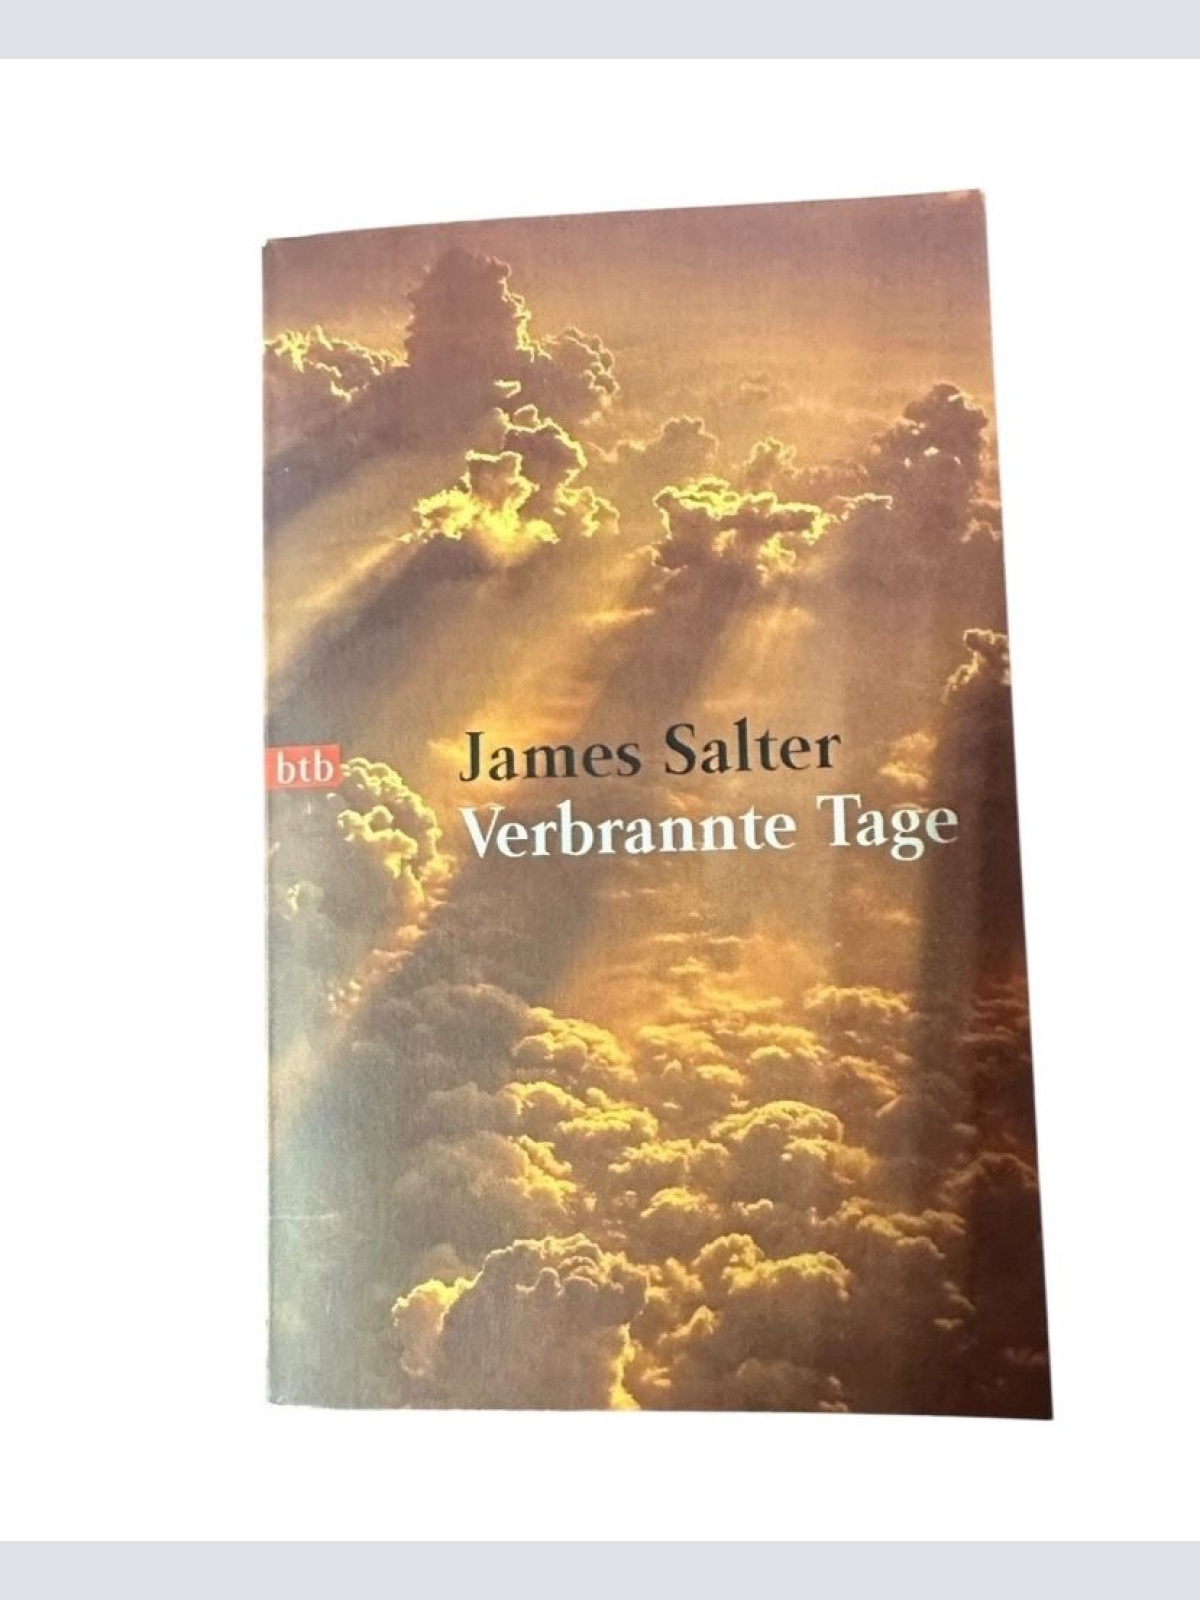 James Salter
btb
Verbrannte Tage